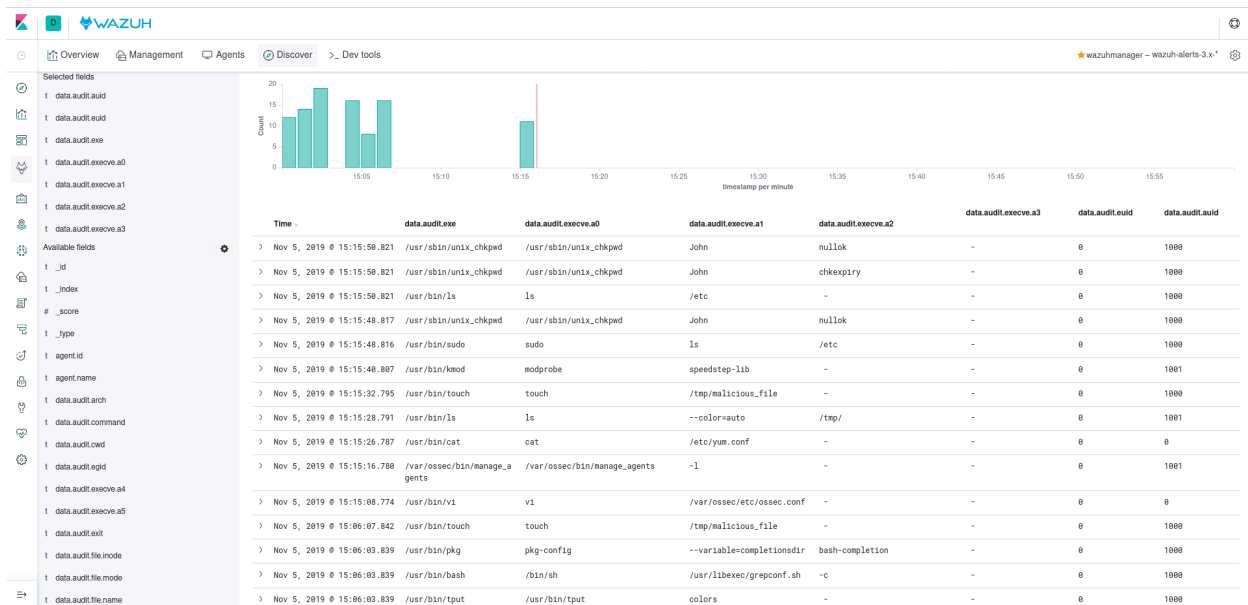 D WAZUH
Overview Management Agents Discover >_ Dev tools wazuhmanager – wazuh-alerts-3.x-*
Selected fields
t data.audit.auid
t data.audit.euid
t data.audit.exe
t data.audit.execve.a0
t data.audit.execve.a1
t data.audit.execve.a2
t data.audit.execve.a3
Available fields
t _id
t _index
# _score
t _type
t agent.id
t agent.name
t data.audit.arch
t data.audit.command
t data.audit.cwd
t data.audit.egid
t data.audit.execve.a4
t data.audit.execve.a5
t data.audit.exit
t data.audit.file.inode
t data.audit.file.mode
t data.audit.file.name
Count
20
15
10
5
0
15:05 15:10 15:15 15:20 15:25 15:30 15:35 15:40 15:45 15:50 15:55
timestamp per minute
Time data.audit.exe data.audit.execve.a0 data.audit.execve.a1 data.audit.execve.a2 data.audit.execve.a3 data.audit.euid data.audit.auid
> Nov 5, 2019 @ 15:15:50.821 /usr/sbin/unix_chkpwd /usr/sbin/unix_chkpwd John nullok - 0 1000
> Nov 5, 2019 @ 15:15:50.821 /usr/sbin/unix_chkpwd /usr/sbin/unix_chkpwd John chkexpiry - 0 1000
> Nov 5, 2019 @ 15:15:50.821 /usr/bin/ls ls /etc - - 0 1000
> Nov 5, 2019 @ 15:15:48.817 /usr/sbin/unix_chkpwd /usr/sbin/unix_chkpwd John nullok - 0 1000
> Nov 5, 2019 @ 15:15:48.816 /usr/bin/sudo sudo ls /etc - 0 1000
> Nov 5, 2019 @ 15:15:40.807 /usr/bin/kmod modprobe speedstep-lib - - 0 1001
> Nov 5, 2019 @ 15:15:32.795 /usr/bin/touch touch /tmp/malicious_file - - 0 1000
> Nov 5, 2019 @ 15:15:28.791 /usr/bin/ls ls --color=auto /tmp/ - 0 1001
> Nov 5, 2019 @ 15:15:26.787 /usr/bin/cat cat /etc/yum.conf - - 0 0
> Nov 5, 2019 @ 15:15:16.780 /var/ossec/bin/manage_a /var/ossec/bin/manage_agents -l - - 0 1001
gents
> Nov 5, 2019 @ 15:15:08.774 /usr/bin/vi vi /var/ossec/etc/ossec.conf - - 0 0
> Nov 5, 2019 @ 15:06:07.842 /usr/bin/touch touch /tmp/malicious_file - - 0 1000
> Nov 5, 2019 @ 15:06:03.839 /usr/bin/pkg pkg-config --variable=completionsdir bash-completion - 0 1000
> Nov 5, 2019 @ 15:06:03.839 /usr/bin/bash /bin/sh /usr/libexec/grepconf.sh -c - 0 1000
> Nov 5, 2019 @ 15:06:03.839 /usr/bin/tput /usr/bin/tput colors - - 0 1000